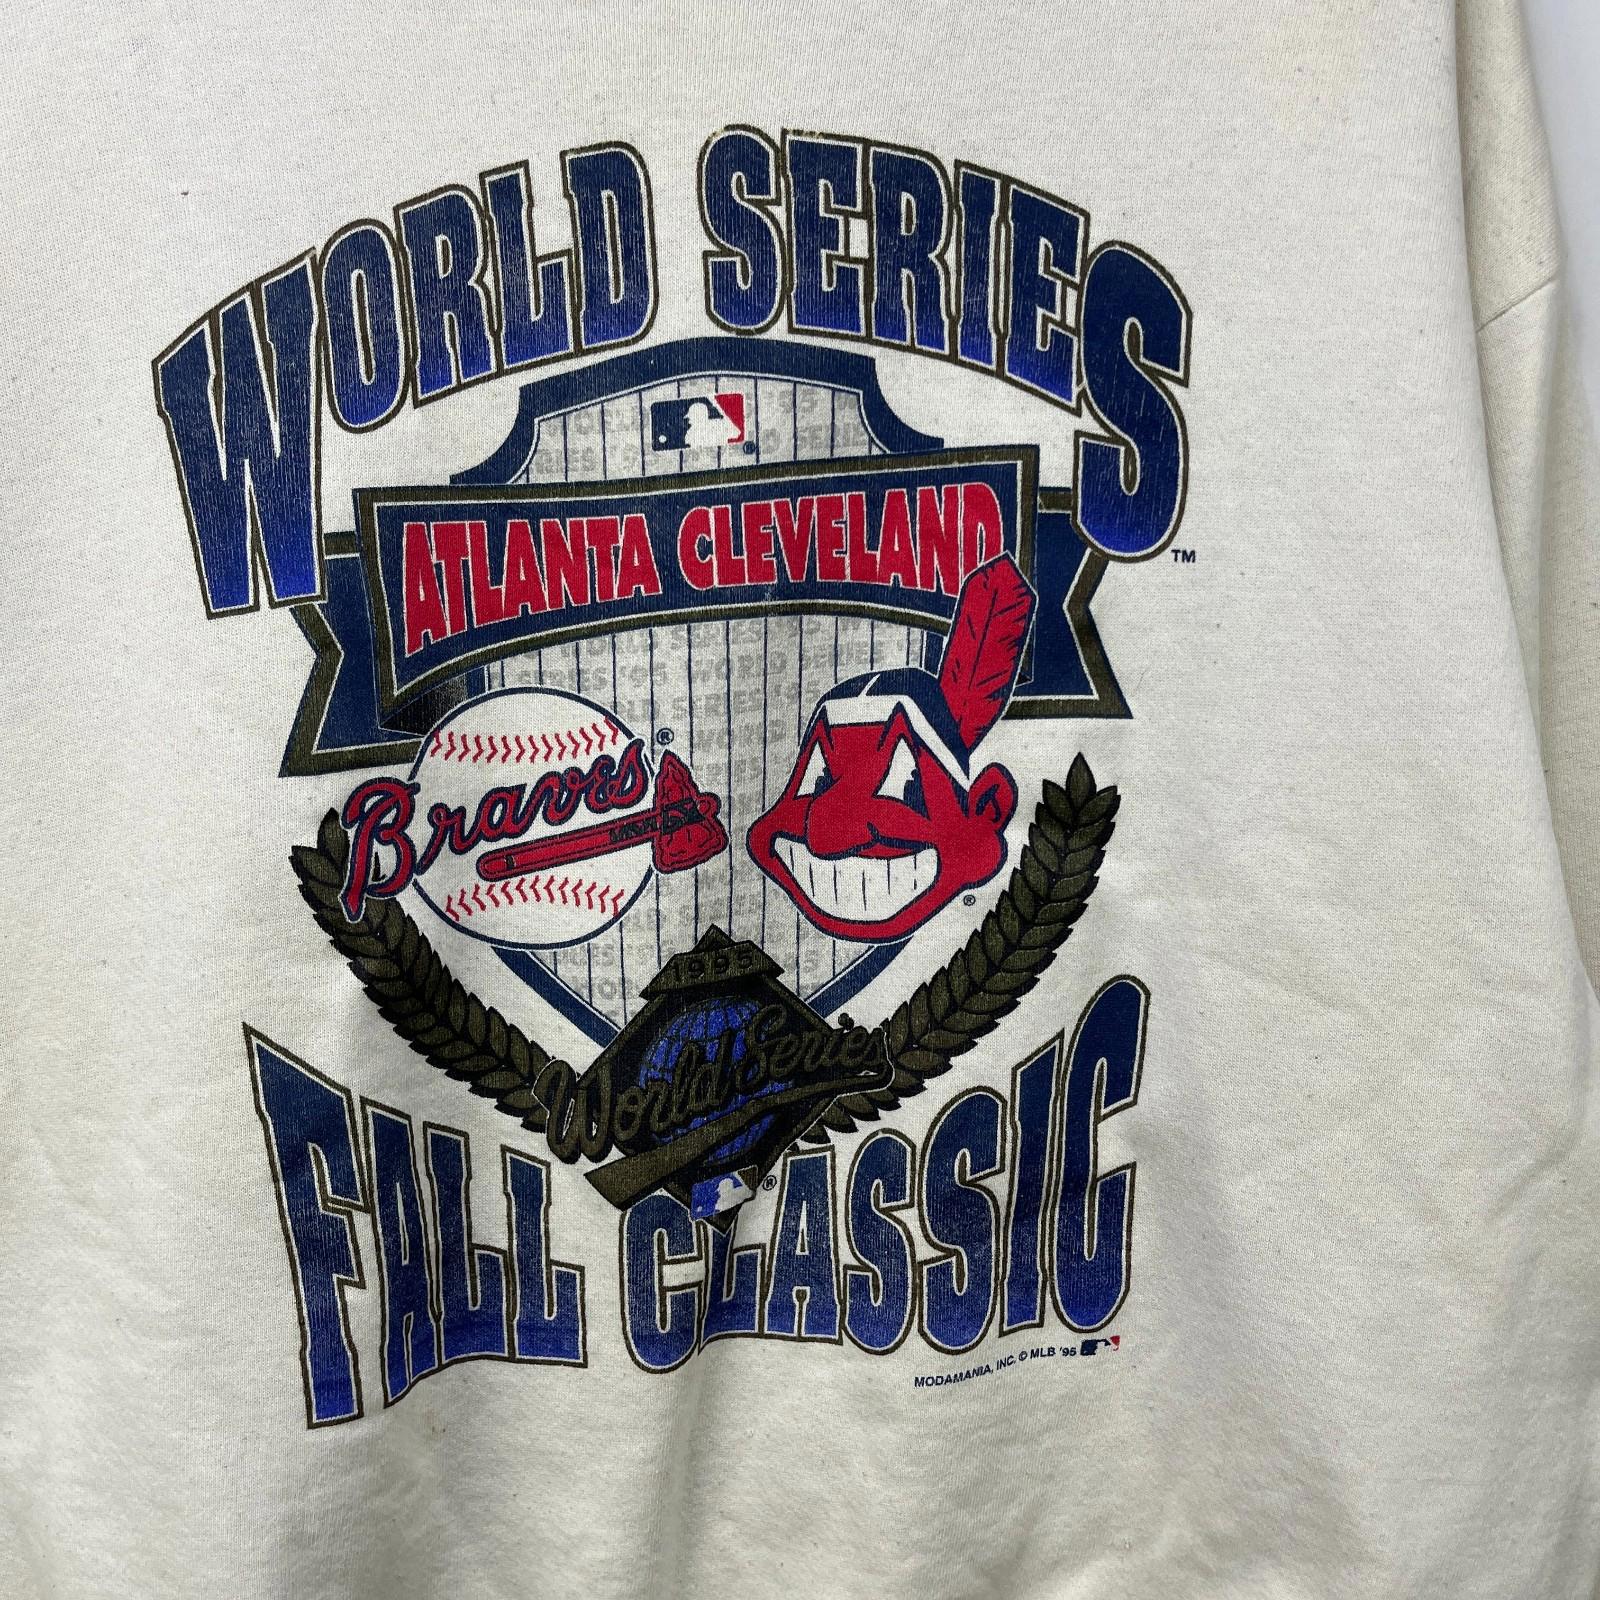 WORLD SERIES
TM
ATLANTA CLEVELAND
®
Braves
®
®
1995
World Series
®
FALL CLASSIC
MODAMANIA, INC. © MLB '95